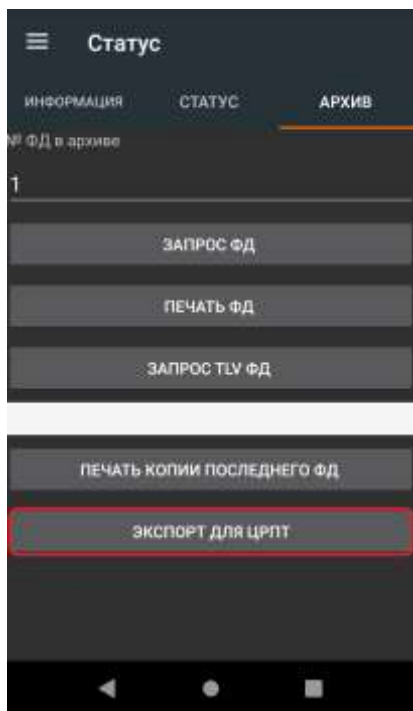 Статус
ИНФОРМАЦИЯ СТАТУС АРХИВ
№ ФД в архиве
1
ЗАПРОС ФД
ПЕЧАТЬ ФД
ЗАПРОС TLV ФД
ПЕЧАТЬ КОПИИ ПОСЛЕДНЕГО ФД
ЭКСПОРТ ДЛЯ ЦРПТ